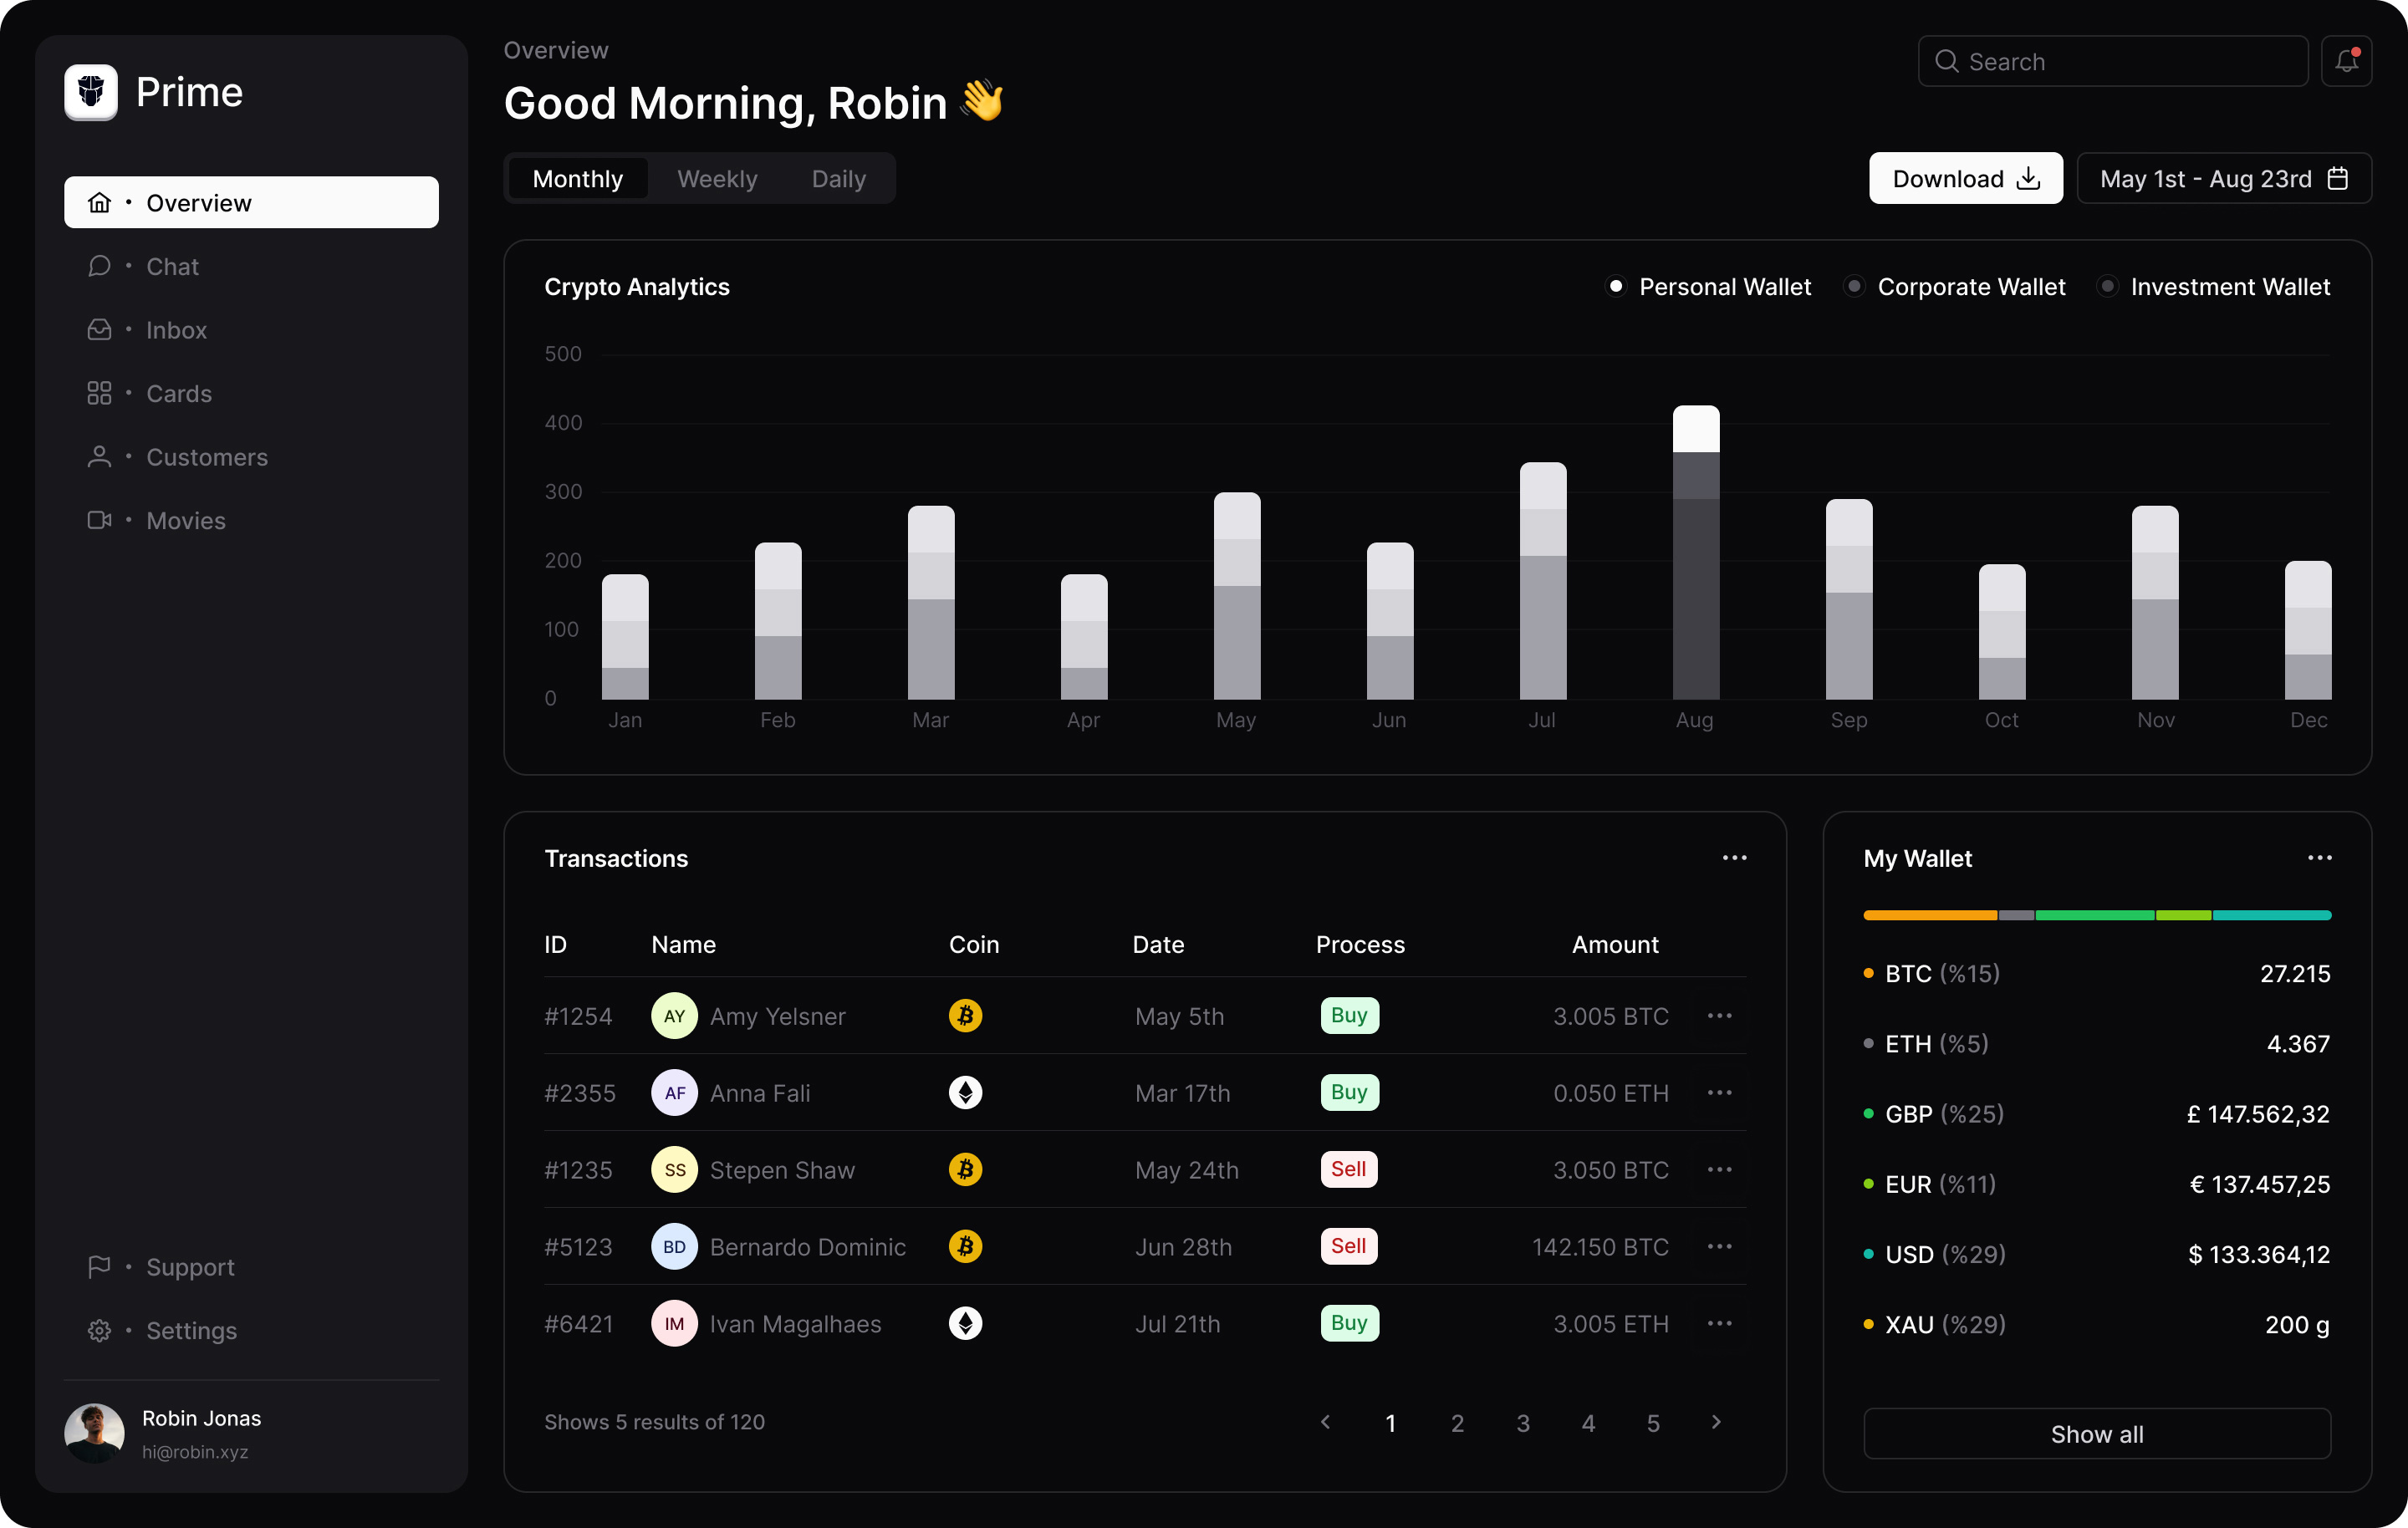 Prime
Overview
Chat
Inbox
Cards
Customers
Movies
Support
Settings
Robin Jonas
hi@robin.xyz
Overview
Good Morning, Robin 👋
Search
Monthly Weekly Daily
Download
May 1st - Aug 23rd
Crypto Analytics
Personal Wallet Corporate Wallet Investment Wallet
500
400
300
200
100
0
Jan Feb Mar Apr May Jun Jul Aug Sep Oct Nov Dec
Transactions
ID Name Coin Date Process Amount
#1254 AY Amy Yelsner May 5th Buy 3.005 BTC
#2355 AF Anna Fali Mar 17th Buy 0.050 ETH
#1235 SS Stepen Shaw May 24th Sell 3.050 BTC
#5123 BD Bernardo Dominic Jun 28th Sell 142.150 BTC
#6421 IM Ivan Magalhaes Jul 21th Buy 3.005 ETH
Shows 5 results of 120
1 2 3 4 5
My Wallet
BTC (%15) 27.215
ETH (%5) 4.367
GBP (%25) £ 147.562,32
EUR (%11) € 137.457,25
USD (%29) $ 133.364,12
XAU (%29) 200 g
Show all